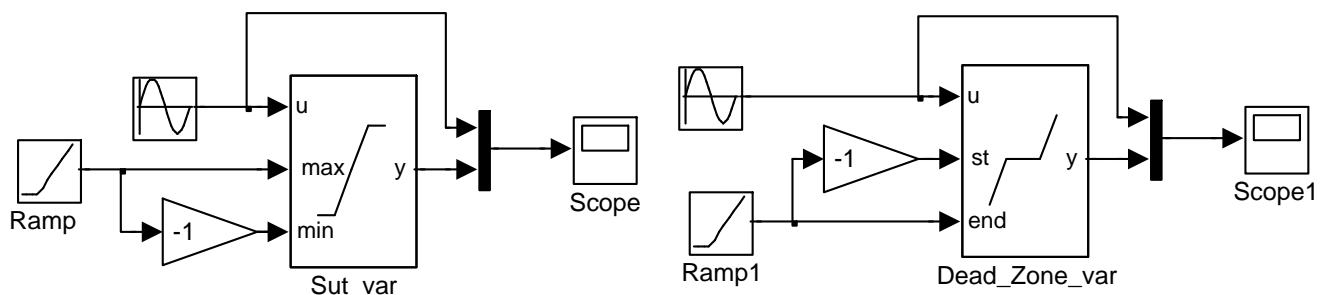 u
max
y
min
-1
Ramp
Scope
Sut_var
u
st
y
end
-1
Ramp1
Scope1
Dead_Zone_var